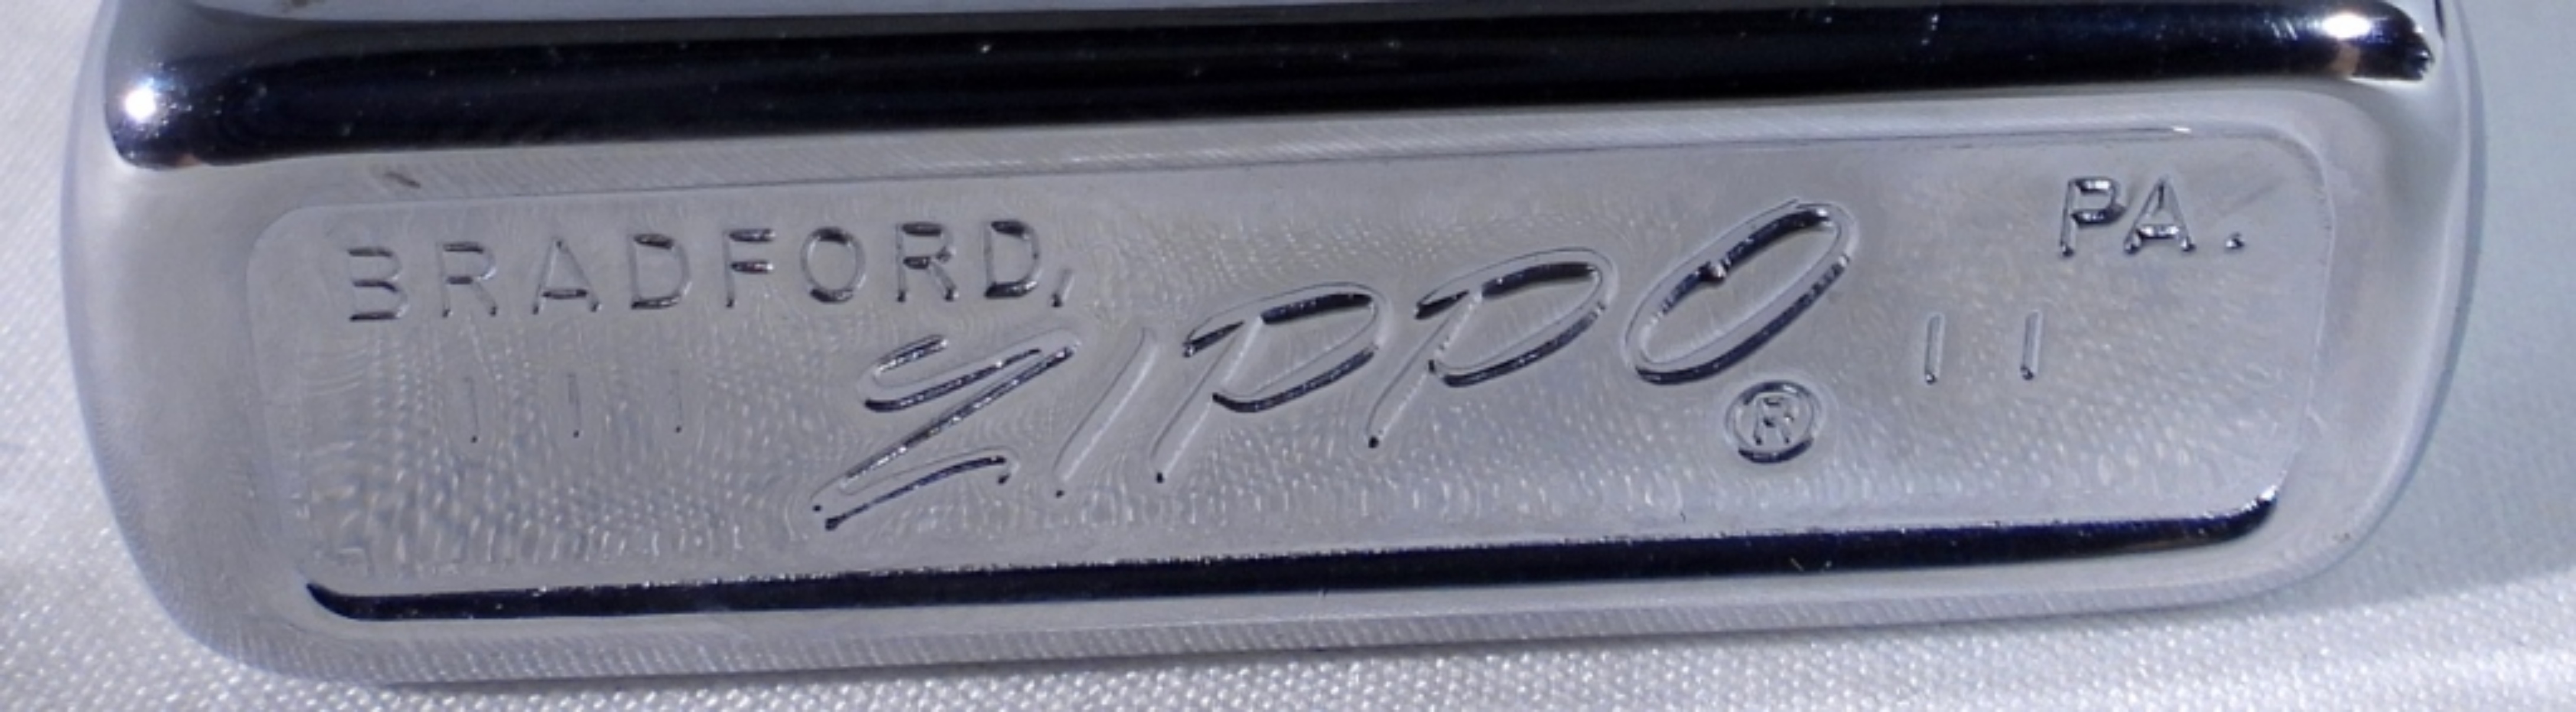 BRADFORD, PA.
||| ZIPPO ® ||